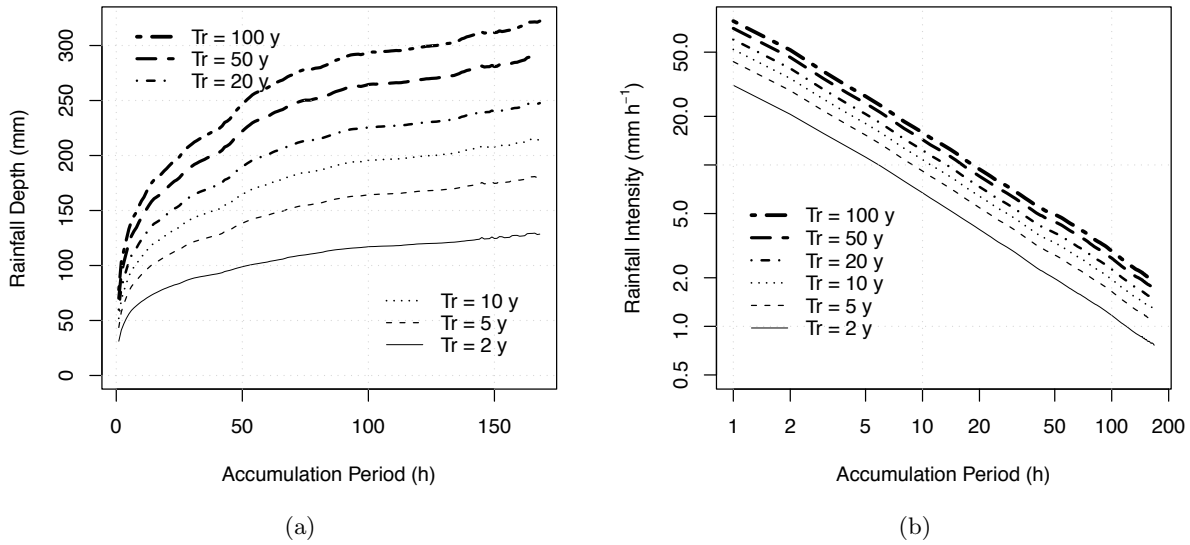 Rainfall Depth (mm)
300
250
200
150
100
50
0
Tr = 100 y
Tr = 50 y
Tr = 20 y
Tr = 10 y
Tr = 5 y
Tr = 2 y
0 50 100 150
Accumulation Period (h)
(a)
Rainfall Intensity (mm h⁻¹)
50.0
20.0
5.0
2.0
1.0
0.5
Tr = 100 y
Tr = 50 y
Tr = 20 y
Tr = 10 y
Tr = 5 y
Tr = 2 y
1 2 5 10 20 50 100 200
Accumulation Period (h)
(b)